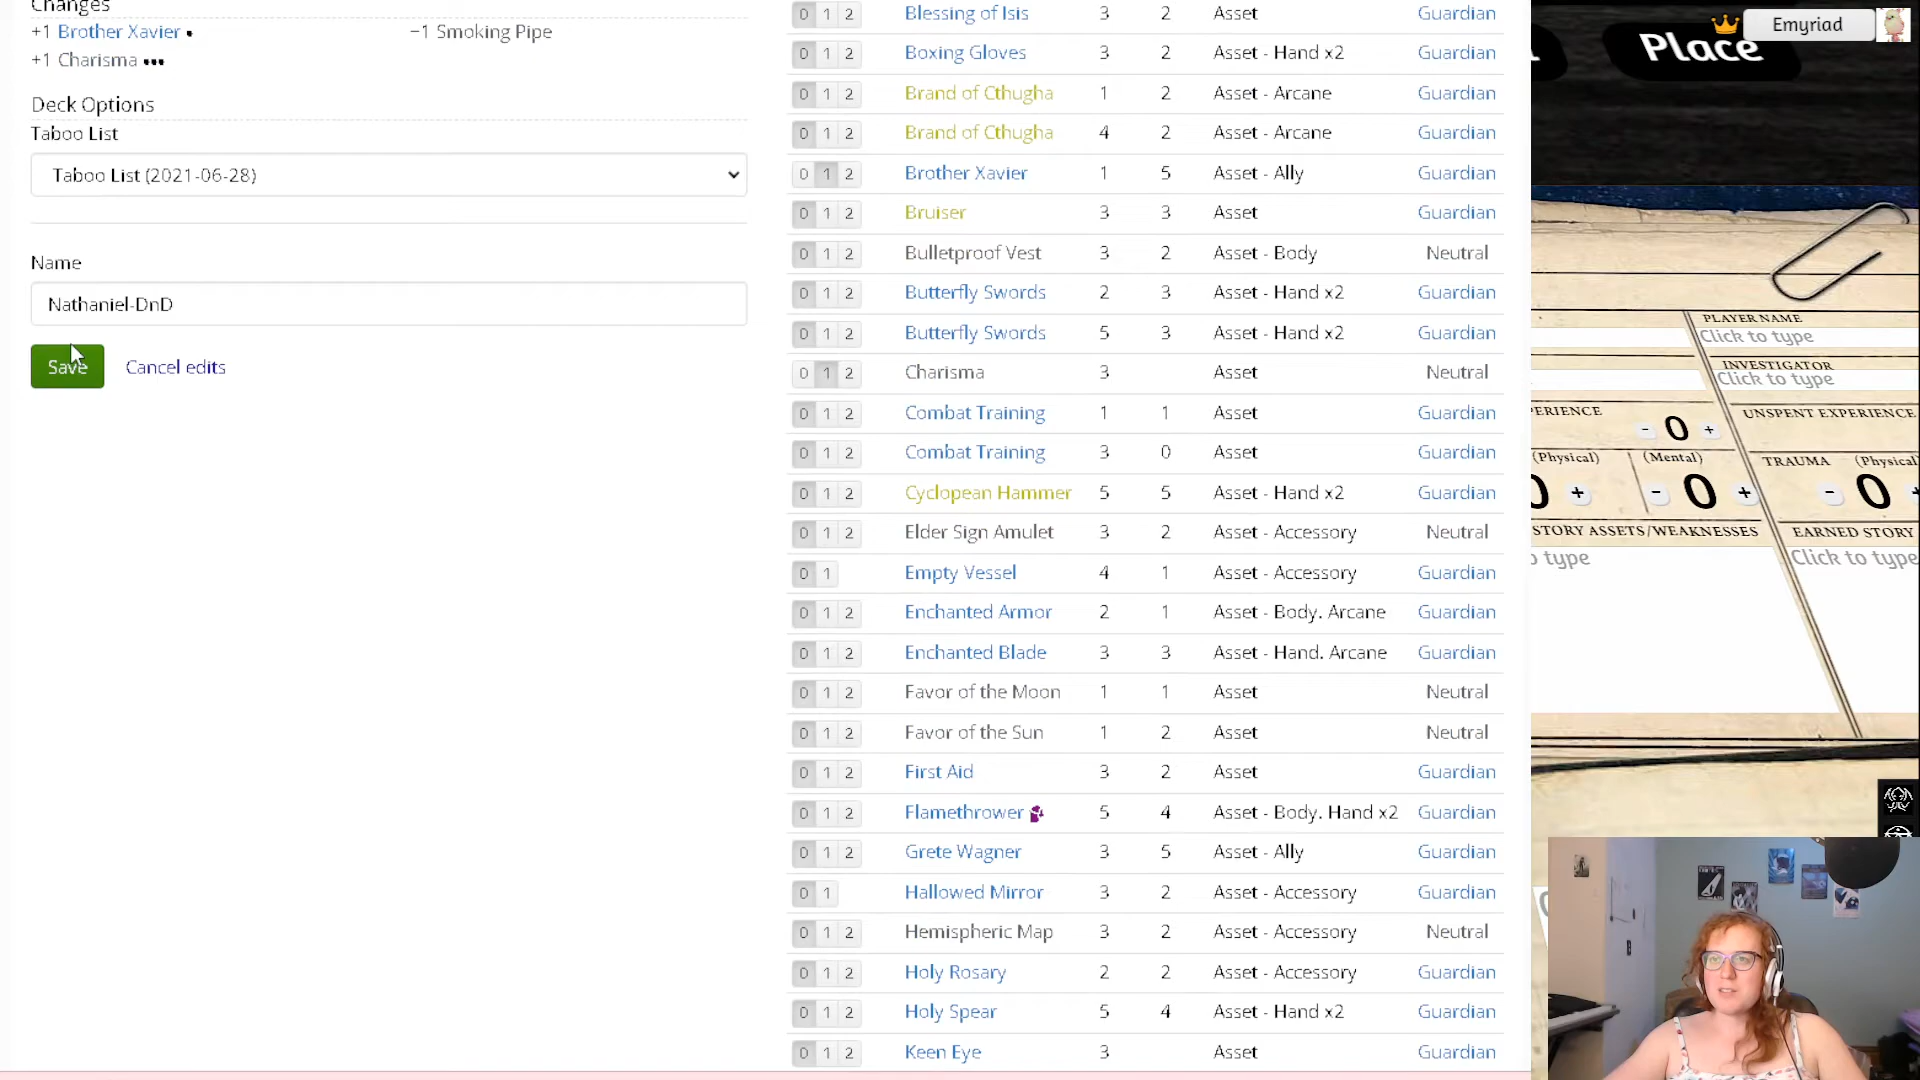 Changes
+1 Brother Xavier •
−1 Smoking Pipe
+1 Charisma •••
Deck Options
Taboo List
Taboo List (2021-06-28)
Name
Nathaniel-DnD
Save Cancel edits
0 1 2 Blessing of Isis 3 2 Asset Guardian
0 1 2 Boxing Gloves 3 2 Asset - Hand x2 Guardian
0 1 2 Brand of Cthugha 1 2 Asset - Arcane Guardian
0 1 2 Brand of Cthugha 4 2 Asset - Arcane Guardian
0 1 2 Brother Xavier 1 5 Asset - Ally Guardian
0 1 2 Bruiser 3 3 Asset Guardian
0 1 2 Bulletproof Vest 3 2 Asset - Body Neutral
0 1 2 Butterfly Swords 2 3 Asset - Hand x2 Guardian
0 1 2 Butterfly Swords 5 3 Asset - Hand x2 Guardian
0 1 2 Charisma 3 Asset Neutral
0 1 2 Combat Training 1 1 Asset Guardian
0 1 2 Combat Training 3 0 Asset Guardian
0 1 2 Cyclopean Hammer 5 5 Asset - Hand x2 Guardian
0 1 2 Elder Sign Amulet 3 2 Asset - Accessory Neutral
0 1 Empty Vessel 4 1 Asset - Accessory Guardian
0 1 2 Enchanted Armor 2 1 Asset - Body. Arcane Guardian
0 1 2 Enchanted Blade 3 3 Asset - Hand. Arcane Guardian
0 1 2 Favor of the Moon 1 1 Asset Neutral
0 1 2 Favor of the Sun 1 2 Asset Neutral
0 1 2 First Aid 3 2 Asset Guardian
0 1 2 Flamethrower 5 4 Asset - Body. Hand x2 Guardian
0 1 2 Grete Wagner 3 5 Asset - Ally Guardian
0 1 Hallowed Mirror 3 2 Asset - Accessory Guardian
0 1 2 Hemispheric Map 3 2 Asset - Accessory Neutral
0 1 2 Holy Rosary 2 2 Asset - Accessory Guardian
0 1 2 Holy Spear 5 4 Asset - Hand x2 Guardian
0 1 2 Keen Eye 3 Asset Guardian
Place
Emyriad
PLAYER NAME
Click to type
INVESTIGATOR
Click to type
ERIENCE - 0 + UNSPENT EXPERIENCE
(Physical) (Mental) TRAUMA (Physical
0 + - 0 + - 0 +
STORY ASSETS/WEAKNESSES EARNED STORY
type Click to type